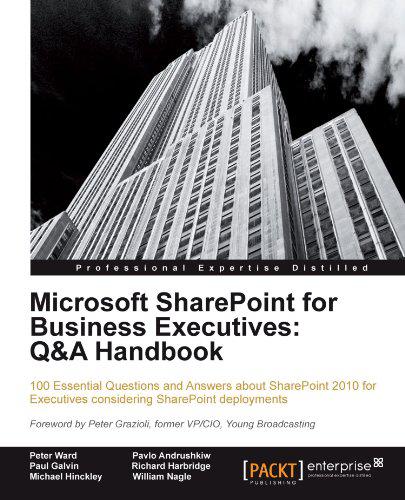 Professional Expertise Distilled
Microsoft SharePoint for
Business Executives:
Q&A Handbook
100 Essential Questions and Answers about SharePoint 2010 for
Executives considering SharePoint deployments
Foreword by Peter Grazioli, former VP/CIO, Young Broadcasting
Peter Ward
Paul Galvin
Michael Hinckley
Pavlo Andrushkiw
Richard Harbridge
William Nagle
[PACKT] enterprise
PUBLISHING
professional expertise distilled